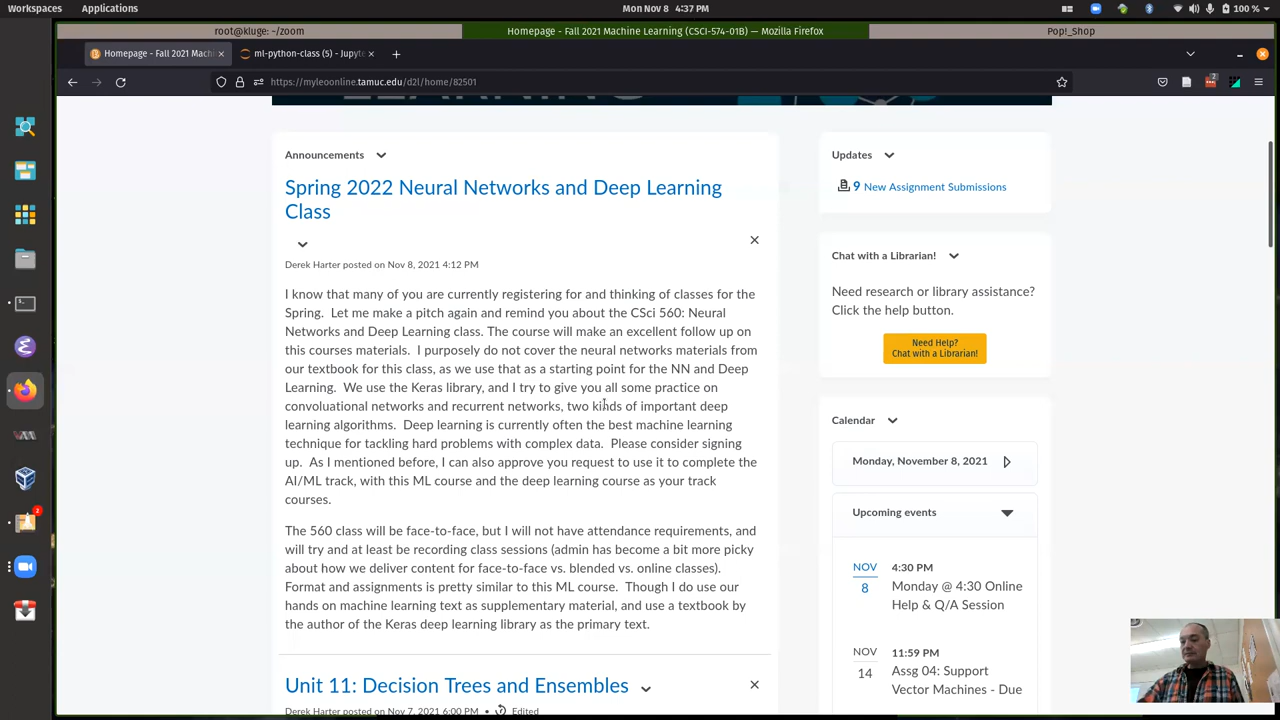 Workspaces
Applications
Mon Nov 8 4:37 PM
100 %
root@kluge: ~/zoom
Homepage - Fall 2021 Machine Learning (CSCI-574-01B) — Mozilla Firefox
Pop!_Shop
Homepage - Fall 2021 Machi
ml-python-class (5) - Jupyte
https://myleoonline.tamuc.edu/d2l/home/82501
2
Announcements
Spring 2022 Neural Networks and Deep Learning
Class
Derek Harter posted on Nov 8, 2021 4:12 PM
I know that many of you are currently registering for and thinking of classes for the
Spring. Let me make a pitch again and remind you about the CSci 560: Neural
Networks and Deep Learning class. The course will make an excellent follow up on
this courses materials. I purposely do not cover the neural networks materials from
our textbook for this class, as we use that as a starting point for the NN and Deep
Learning. We use the Keras library, and I try to give you all some practice on
convoluational networks and recurrent networks, two kinds of important deep
learning algorithms. Deep learning is currently often the best machine learning
technique for tackling hard problems with complex data. Please consider signing
up. As I mentioned before, I can also approve you request to use it to complete the
AI/ML track, with this ML course and the deep learning course as your track
courses.
The 560 class will be face-to-face, but I will not have attendance requirements, and
will try and at least be recording class sessions (admin has become a bit more picky
about how we deliver content for face-to-face vs. blended vs. online classes).
Format and assignments is pretty similar to this ML course. Though I do use our
hands on machine learning text as supplementary material, and use a textbook by
the author of the Keras deep learning library as the primary text.
Unit 11: Decision Trees and Ensembles
Derek Harter posted on Nov 7, 2021 6:00 PM • Edited
Updates
9 New Assignment Submissions
Chat with a Librarian!
Need research or library assistance?
Click the help button.
Need Help?
Chat with a Librarian!
Calendar
Monday, November 8, 2021
Upcoming events
NOV
8
4:30 PM
Monday @ 4:30 Online
Help & Q/A Session
NOV
14
11:59 PM
Assg 04: Support
Vector Machines - Due
2